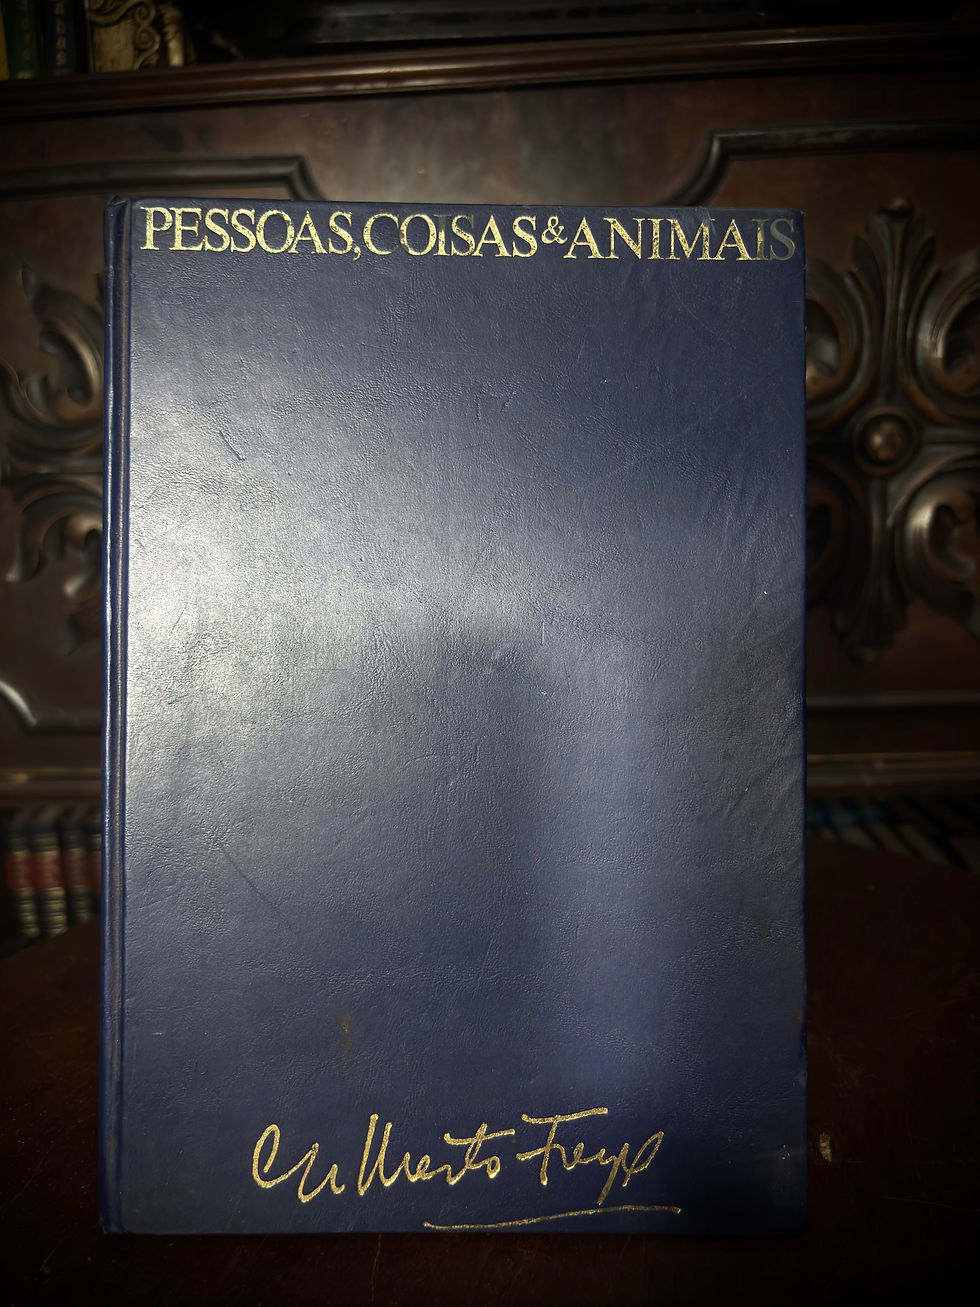 PESSOAS, COISAS & ANIMAIS
Gilberto Freyre